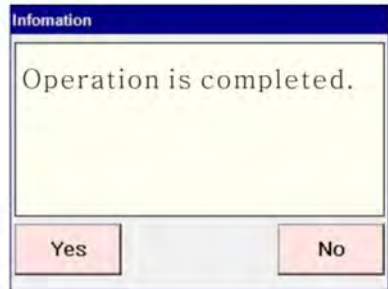 Infomation
Operation is completed.
Yes
No